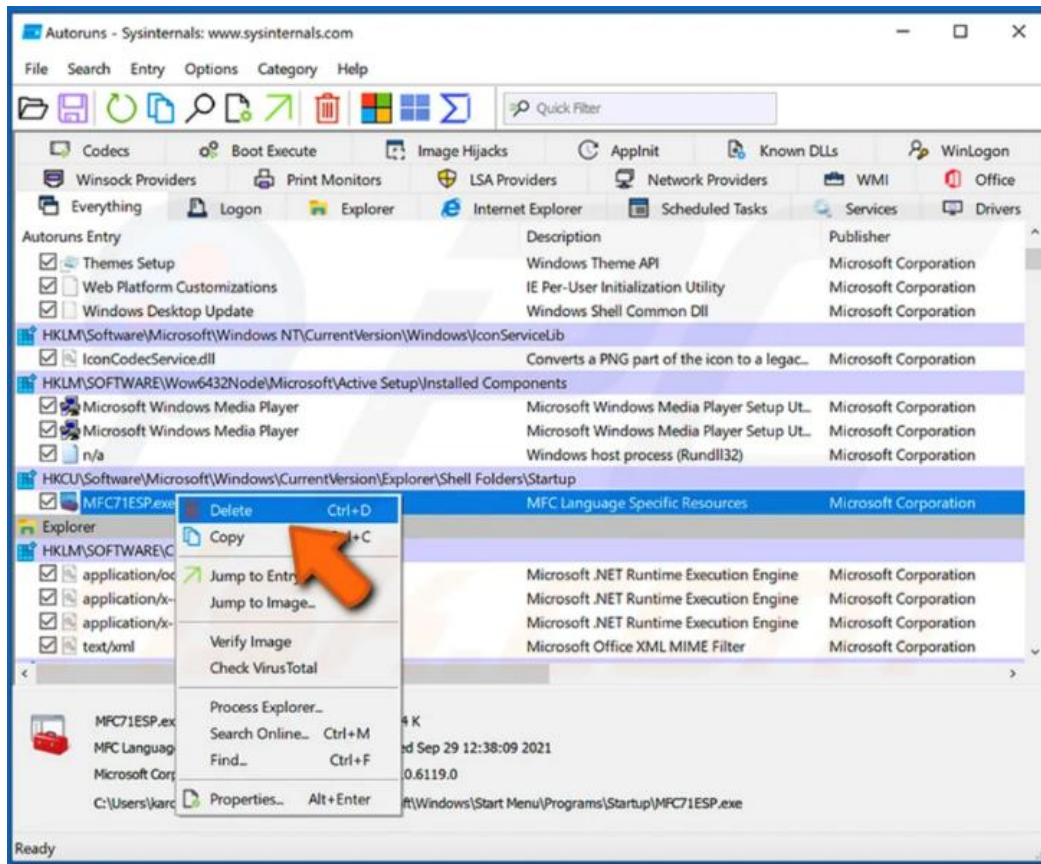 Autoruns - Sysinternals: www.sysinternals.com
File Search Entry Options Category Help
Quick Filter
Codecs Boot Execute Image Hijacks AppInit Known DLLs WinLogon
Winsock Providers Print Monitors LSA Providers Network Providers WMI Office
Everything Logon Explorer Internet Explorer Scheduled Tasks Services Drivers
Autoruns Entry Description Publisher
Themes Setup Windows Theme API Microsoft Corporation
Web Platform Customizations IE Per-User Initialization Utility Microsoft Corporation
Windows Desktop Update Windows Shell Common Dll Microsoft Corporation
HKLM\Software\Microsoft\Windows NT\CurrentVersion\Windows\IconServiceLib
IconCodecService.dll Converts a PNG part of the icon to a legac... Microsoft Corporation
HKLM\SOFTWARE\Wow6432Node\Microsoft\Active Setup\Installed Components
Microsoft Windows Media Player Microsoft Windows Media Player Setup Ut... Microsoft Corporation
Microsoft Windows Media Player Microsoft Windows Media Player Setup Ut... Microsoft Corporation
n/a Windows host process (Rundll32) Microsoft Corporation
HKCU\Software\Microsoft\Windows\CurrentVersion\Explorer\Shell Folders\Startup
MFC71ESP.exe MFC Language Specific Resources Microsoft Corporation
Explorer
HKLM\SOFTWARE\C
application/oc Microsoft .NET Runtime Execution Engine Microsoft Corporation
application/x- Microsoft .NET Runtime Execution Engine Microsoft Corporation
application/x- Microsoft .NET Runtime Execution Engine Microsoft Corporation
text/xml Microsoft Office XML MIME Filter Microsoft Corporation
Delete Ctrl+D
Copy +C
Jump to Entry
Jump to Image...
Verify Image
Check VirusTotal
Process Explorer...
Search Online... Ctrl+M
Find... Ctrl+F
Properties... Alt+Enter
MFC71ESP.ex 4 K
MFC Languag ed Sep 29 12:38:09 2021
Microsoft Corp 0.6119.0
C:\Users\karo ft\Windows\Start Menu\Programs\Startup\MFC71ESP.exe
Ready